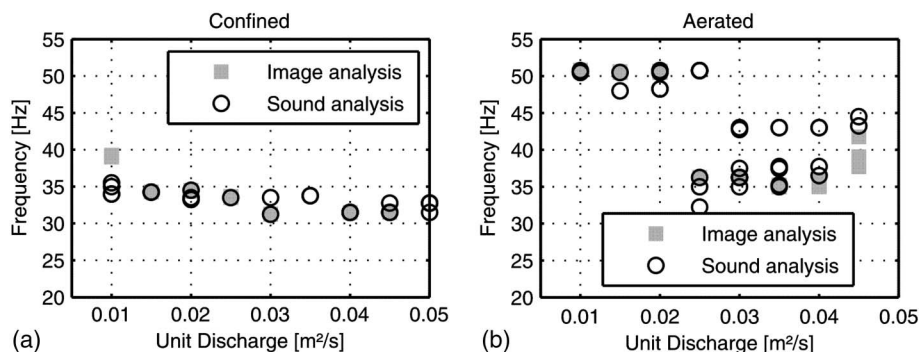 Confined
55
50
45
40
35
30
25
20
Frequency [Hz]
Image analysis
Sound analysis
0.01 0.02 0.03 0.04 0.05
Unit Discharge [m²/s]
(a)
Aerated
55
50
45
40
35
30
25
20
Frequency [Hz]
Image analysis
Sound analysis
0.01 0.02 0.03 0.04 0.05
Unit Discharge [m²/s]
(b)